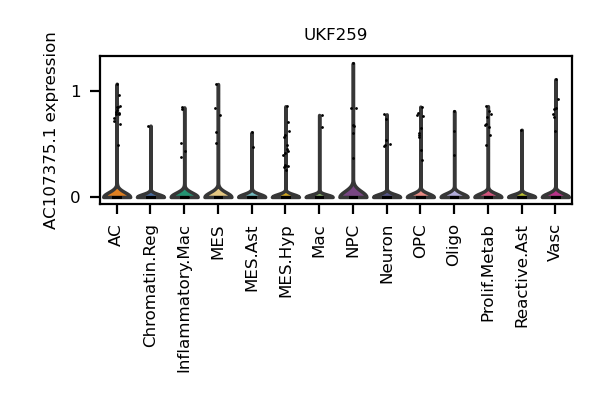 UKF259
AC107375.1 expression
1
0
AC
Chromatin.Reg
Inflammatory.Mac
MES
MES.Ast
MES.Hyp
Mac
NPC
Neuron
OPC
Oligo
Prolif.Metab
Reactive.Ast
Vasc